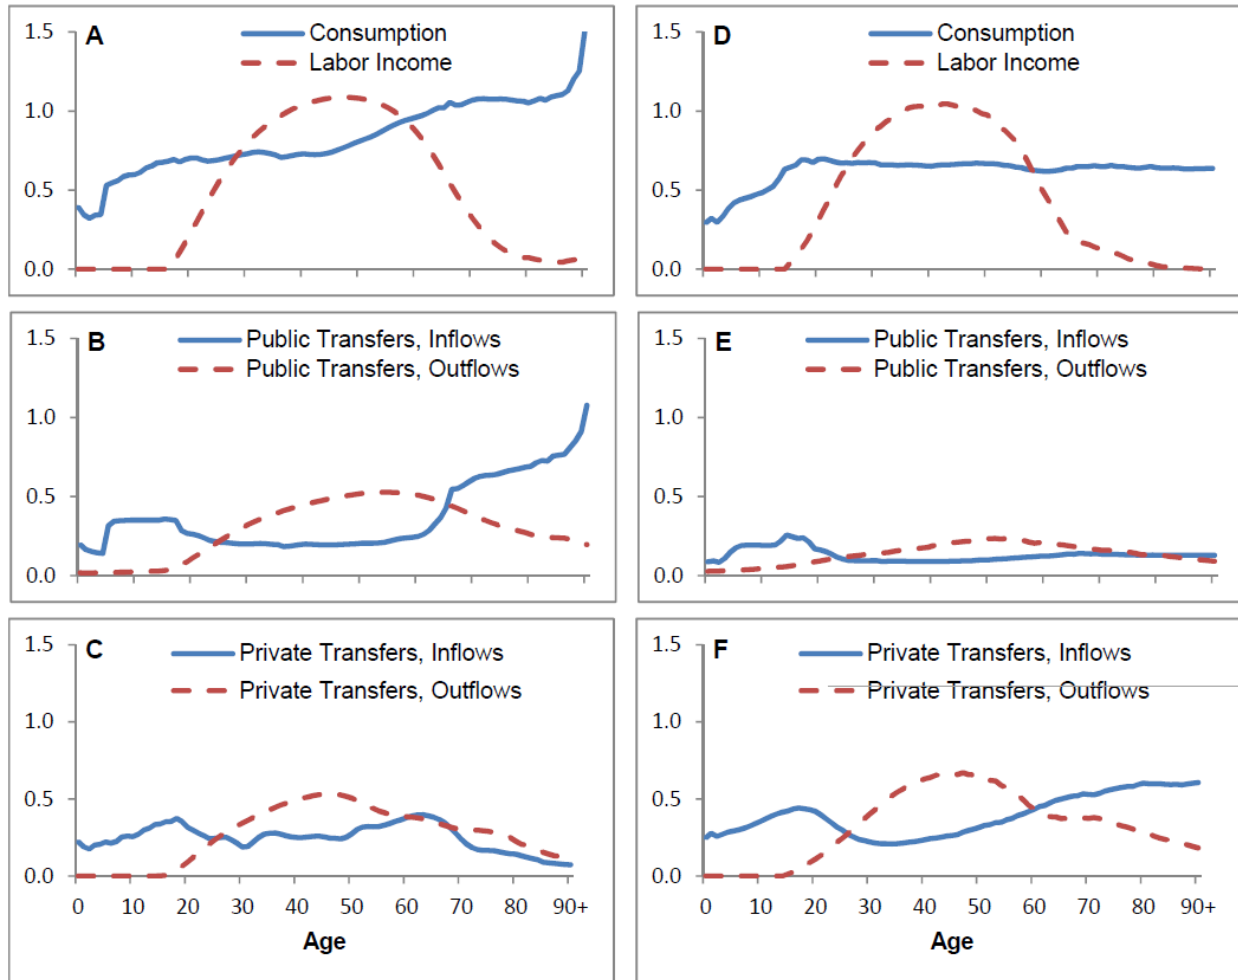 A
Consumption
Labor Income
1.5
1.0
0.5
0.0
D
Consumption
Labor Income
1.5
1.0
0.5
0.0
B
Public Transfers, Inflows
Public Transfers, Outflows
1.5
1.0
0.5
0.0
E
Public Transfers, Inflows
Public Transfers, Outflows
1.5
1.0
0.5
0.0
C
Private Transfers, Inflows
Private Transfers, Outflows
1.5
1.0
0.5
0.0
0 10 20 30 40 50 60 70 80 90+
Age
F
Private Transfers, Inflows
Private Transfers, Outflows
1.5
1.0
0.5
0.0
0 10 20 30 40 50 60 70 80 90+
Age